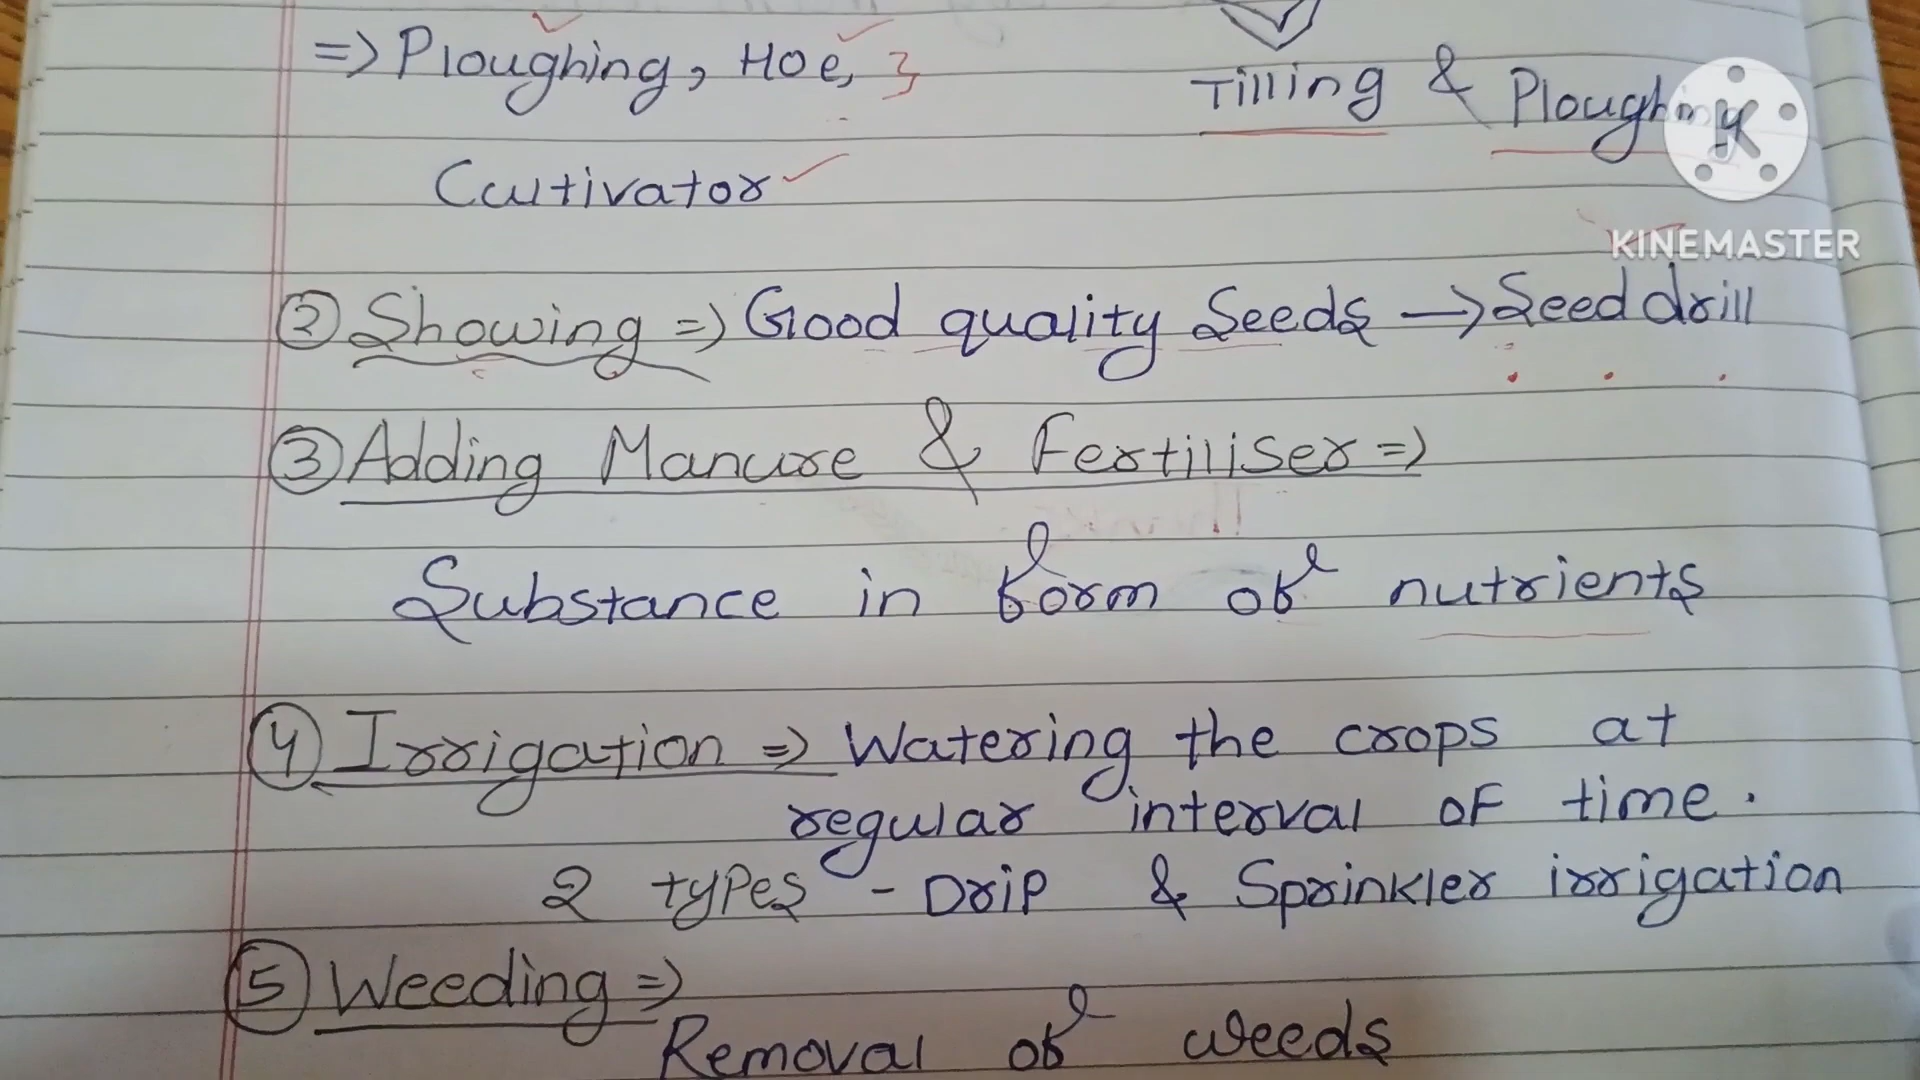 => Ploughing, Hoe, }
Tilling & Ploughing
Cultivator
KINEMASTER
② Showing => Good quality Seeds → Seed drill
③ Adding Manure & Fertiliser =>
Substance in form of nutrients
④ Irrigation => Watering the crops at
regular interval of time.
2 types - Drip & Sprinkler irrigation
⑤ Weeding =>
Removal of weeds